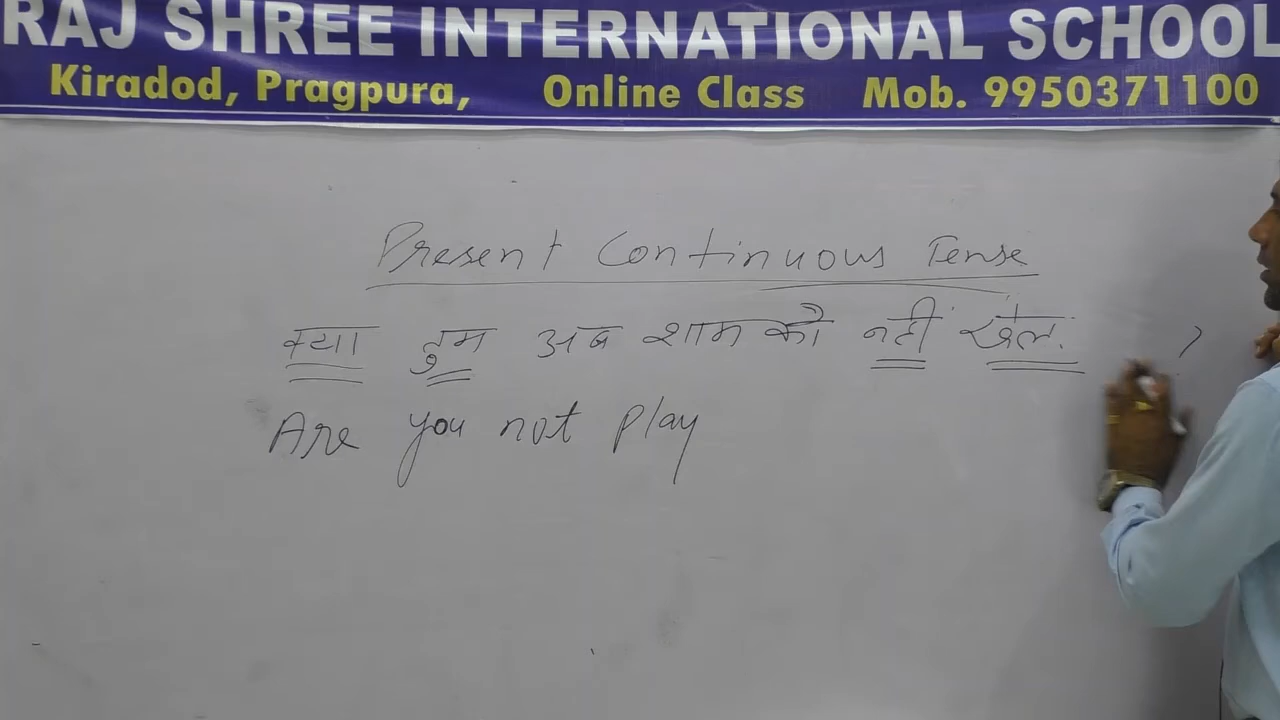 RAJ SHREE INTERNATIONAL SCHOOL
Kiradod, Pragpura, Online Class Mob. 9950371100
Present Continuous Tense
क्या तुम अब शाम को नहीं खेल ?
Are you not play